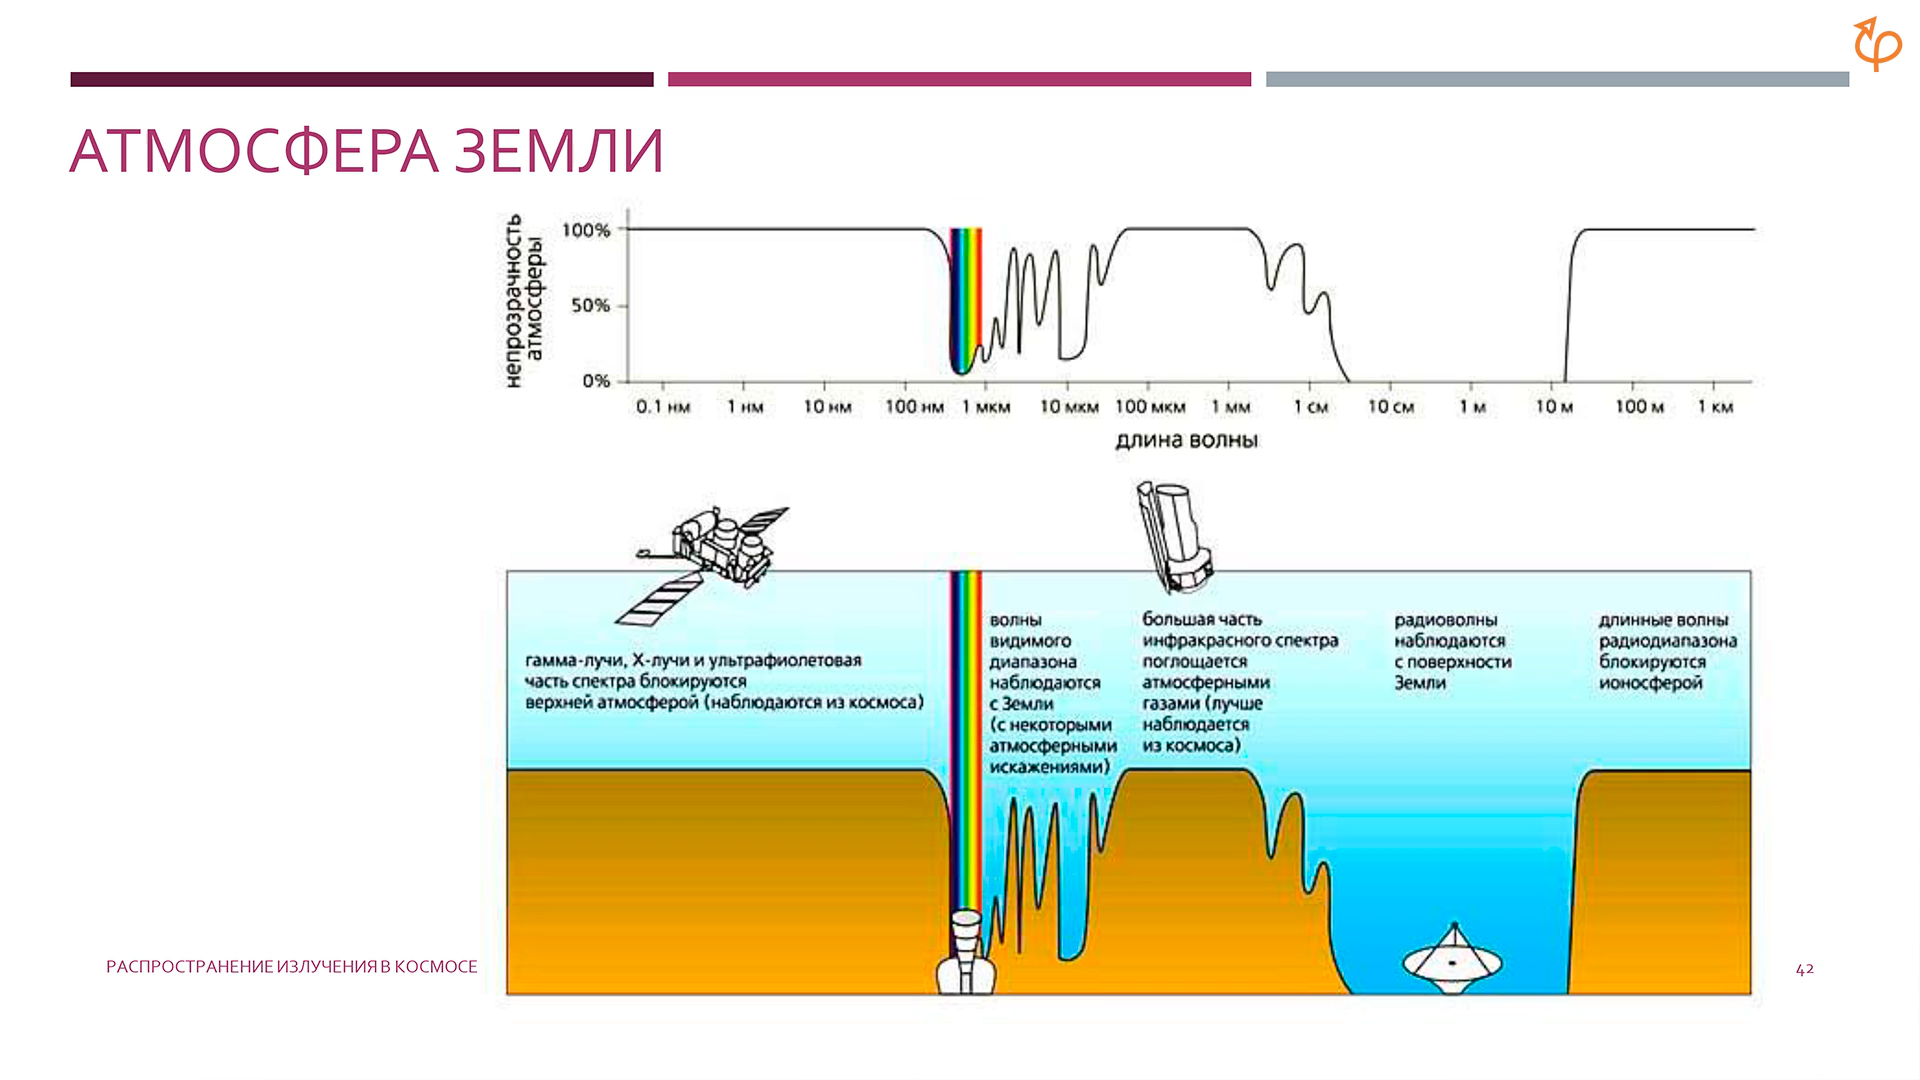 АТМОСФЕРА ЗЕМЛИ
непрозрачность
атмосферы
100%
50%
0%
0.1 нм 1 нм 10 нм 100 нм 1 мкм 10 мкм 100 мкм 1 мм 1 см 10 см 1 м 10 м 100 м 1 км
длина волны
гамма-лучи, Х-лучи и ультрафиолетовая
часть спектра блокируются
верхней атмосферой (наблюдаются из космоса)
волны
видимого
диапазона
наблюдаются
с Земли
(с некоторыми
атмосферными
искажениями)
большая часть
инфракрасного спектра
поглощается
атмосферными
газами (лучше
наблюдается
из космоса)
радиоволны
наблюдаются
с поверхности
Земли
длинные волны
радиодиапазона
блокируются
ионосферой
РАСПРОСТРАНЕНИЕ ИЗЛУЧЕНИЯ В КОСМОСЕ
42